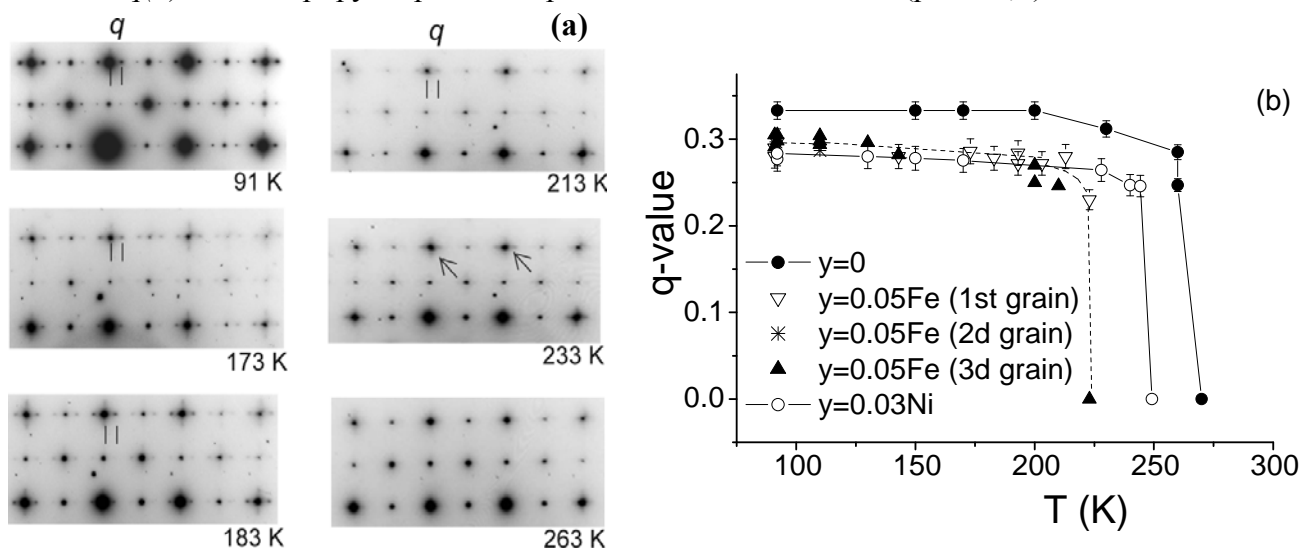 q
(a)
q
91 K
213 K
173 K
233 K
183 K
263 K
(b)
q-value
0.3
0.2
0.1
0.0
y=0
y=0.05Fe (1st grain)
y=0.05Fe (2d grain)
y=0.05Fe (3d grain)
y=0.03Ni
100
150
200
250
300
T (K)